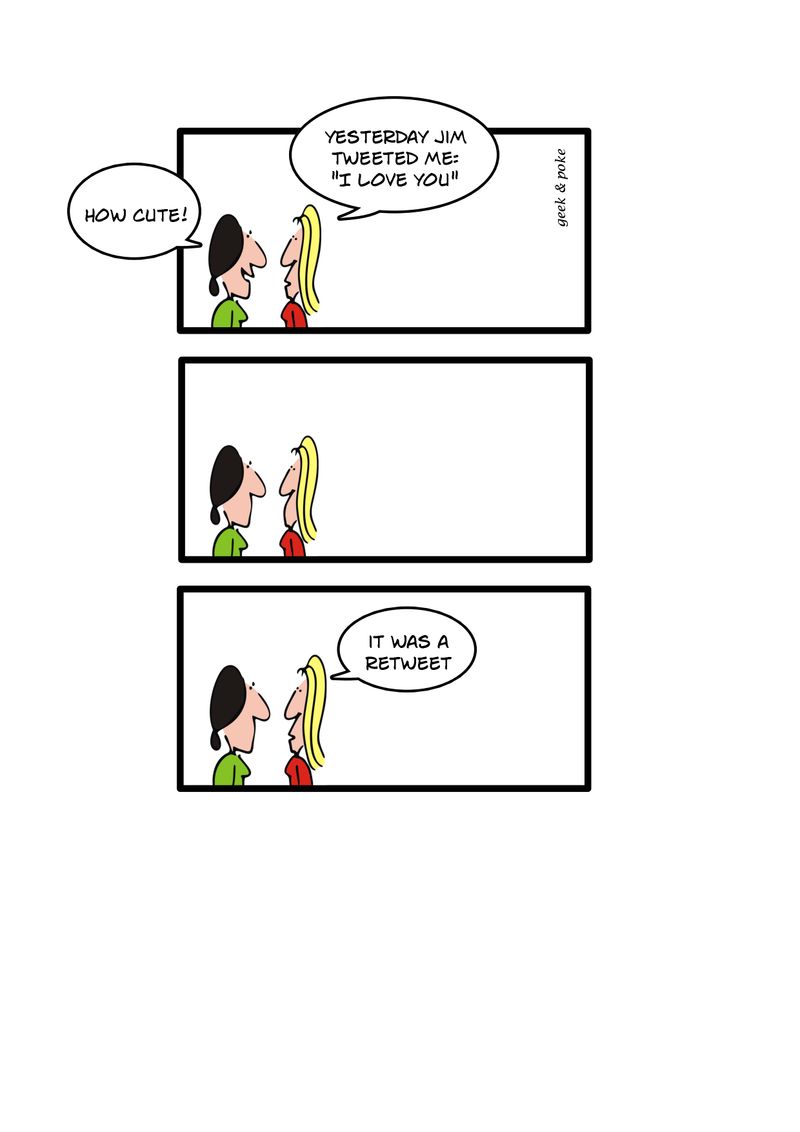 YESTERDAY JIM
TWEETED ME:
"I LOVE YOU"
HOW CUTE!
geek & poke
IT WAS A
RETWEET